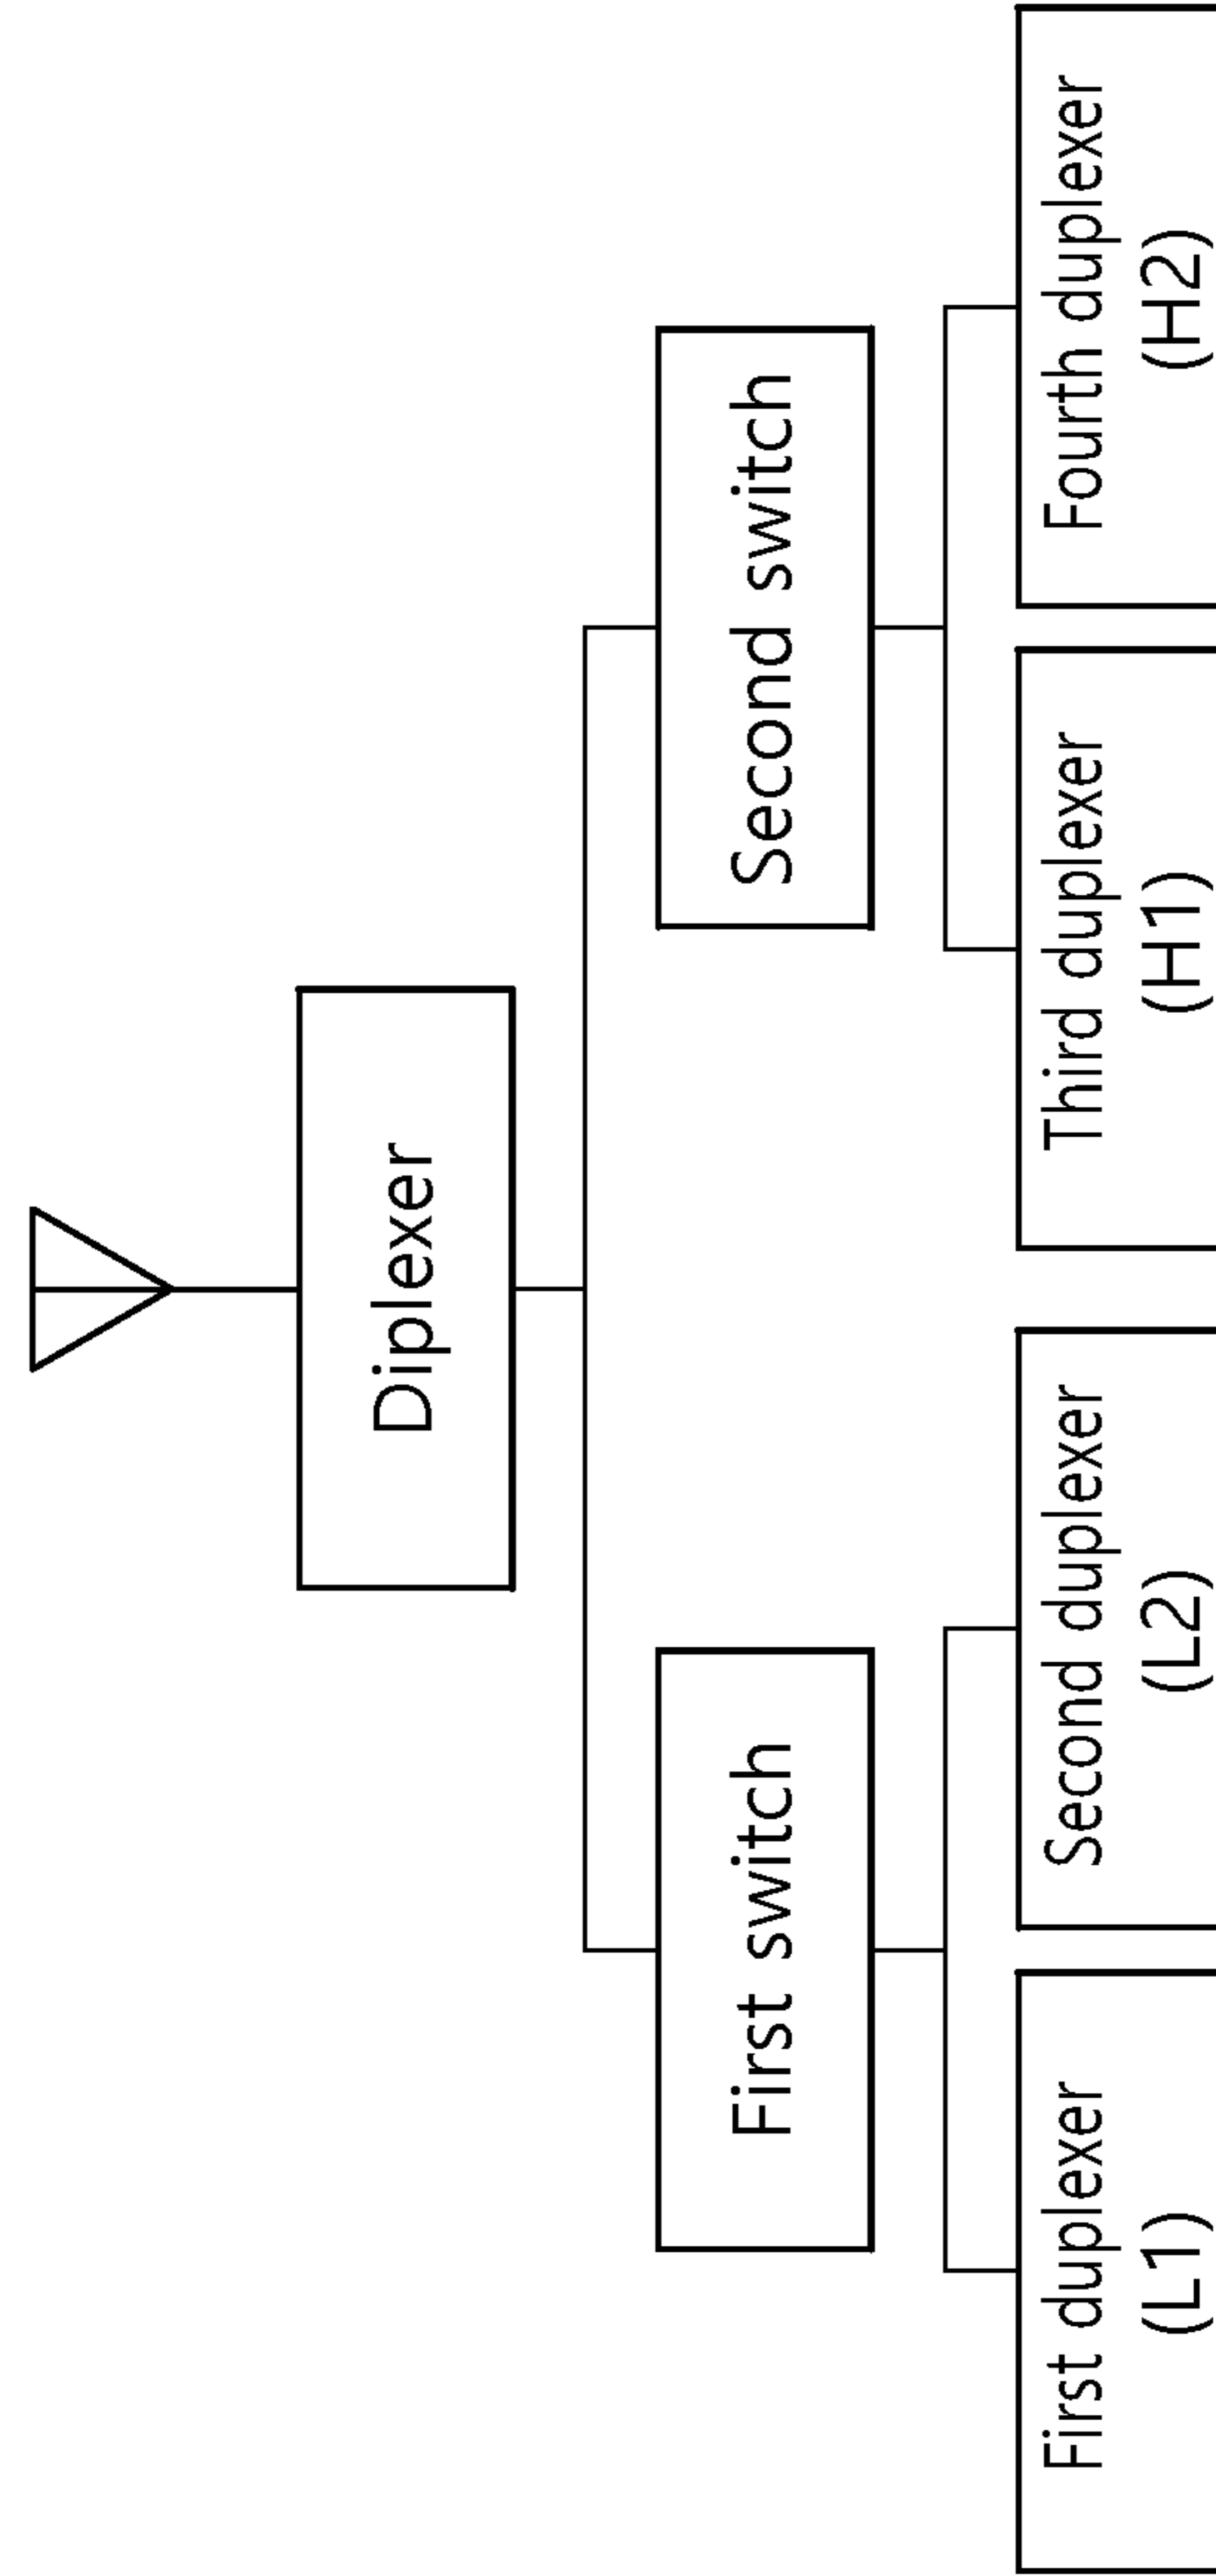 Diplexer
First switch
Second switch
First duplexer
(L1)
Second duplexer
(L2)
Third duplexer
(H1)
Fourth duplexer
(H2)